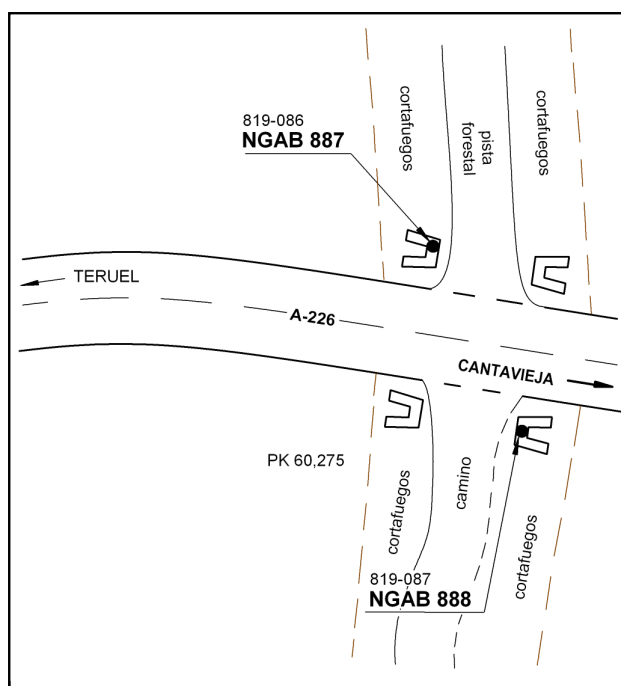 cortafuegos
pista
forestal
cortafuegos
819-086
NGAB 887
TERUEL
A-226
CANTAVIEJA
PK 60,275
cortafuegos
camino
cortafuegos
819-087
NGAB 888